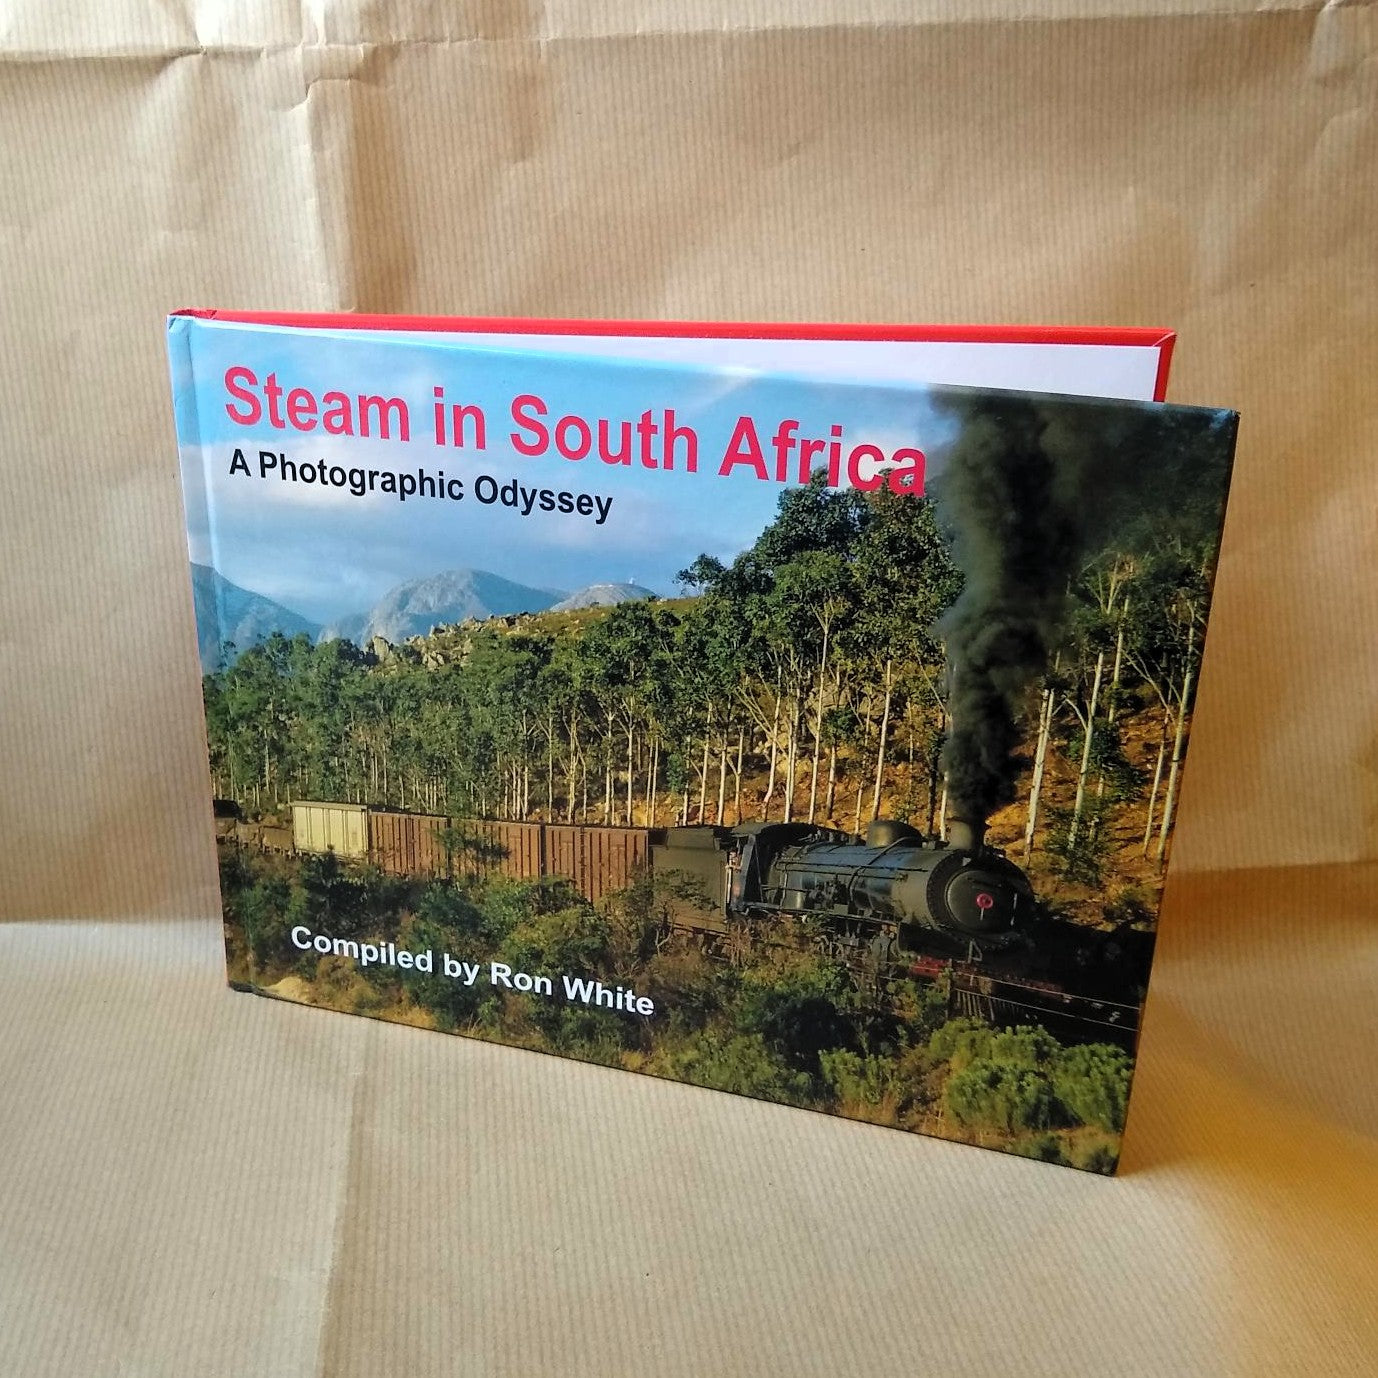 Steam in South Africa
A Photographic Odyssey
Compiled by Ron White